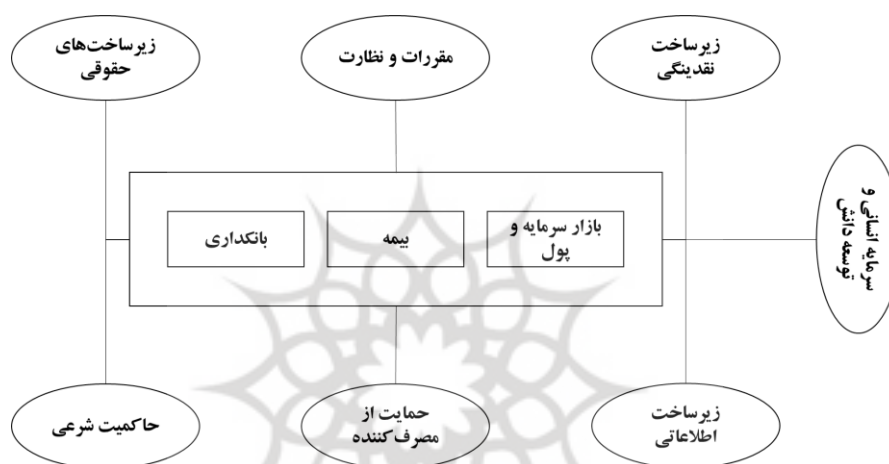 زیرساخت
نقدینگی
مقررات و نظارت
زیرساخت‌های
حقوقی
سرمایه انسانی و
توسعه دانش
بازار سرمایه و
پول
بیمه
بانکداری
زیرساخت
اطلاعاتی
حمایت از
مصرف‌کننده
حاکمیت شرعی